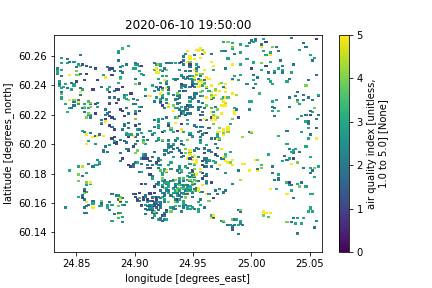 2020-06-10 19:50:00
60.26
60.24
60.22
60.20
60.18
60.16
60.14
latitude [degrees_north]
24.85 24.90 24.95 25.00 25.05
longitude [degrees_east]
5
4
3
2
1
0
air quality index [unitless,
1.0 to 5.0] [None]